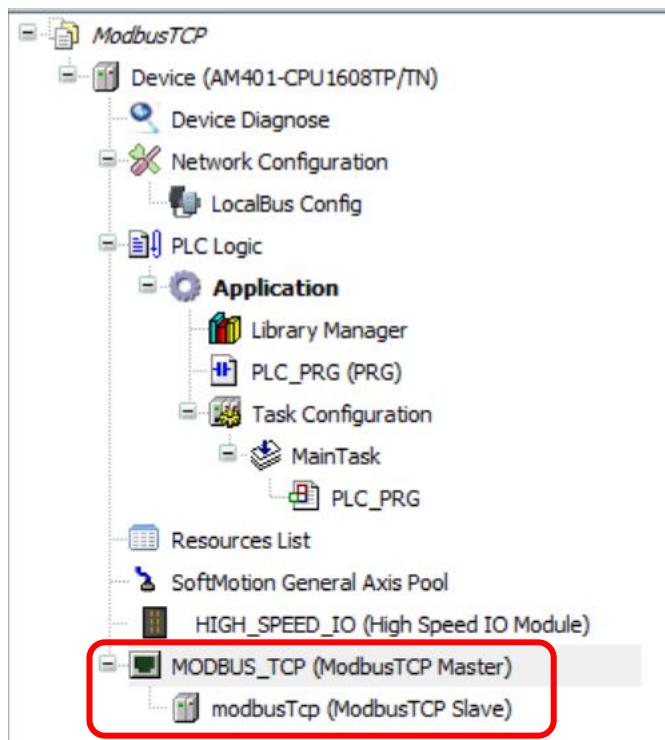 ModbusTCP
Device (AM401-CPU1608TP/TN)
Device Diagnose
Network Configuration
LocalBus Config
PLC Logic
Application
Library Manager
PLC_PRG (PRG)
Task Configuration
MainTask
PLC_PRG
Resources List
SoftMotion General Axis Pool
HIGH_SPEED_IO (High Speed IO Module)
MODBUS_TCP (ModbusTCP Master)
modbusTcp (ModbusTCP Slave)